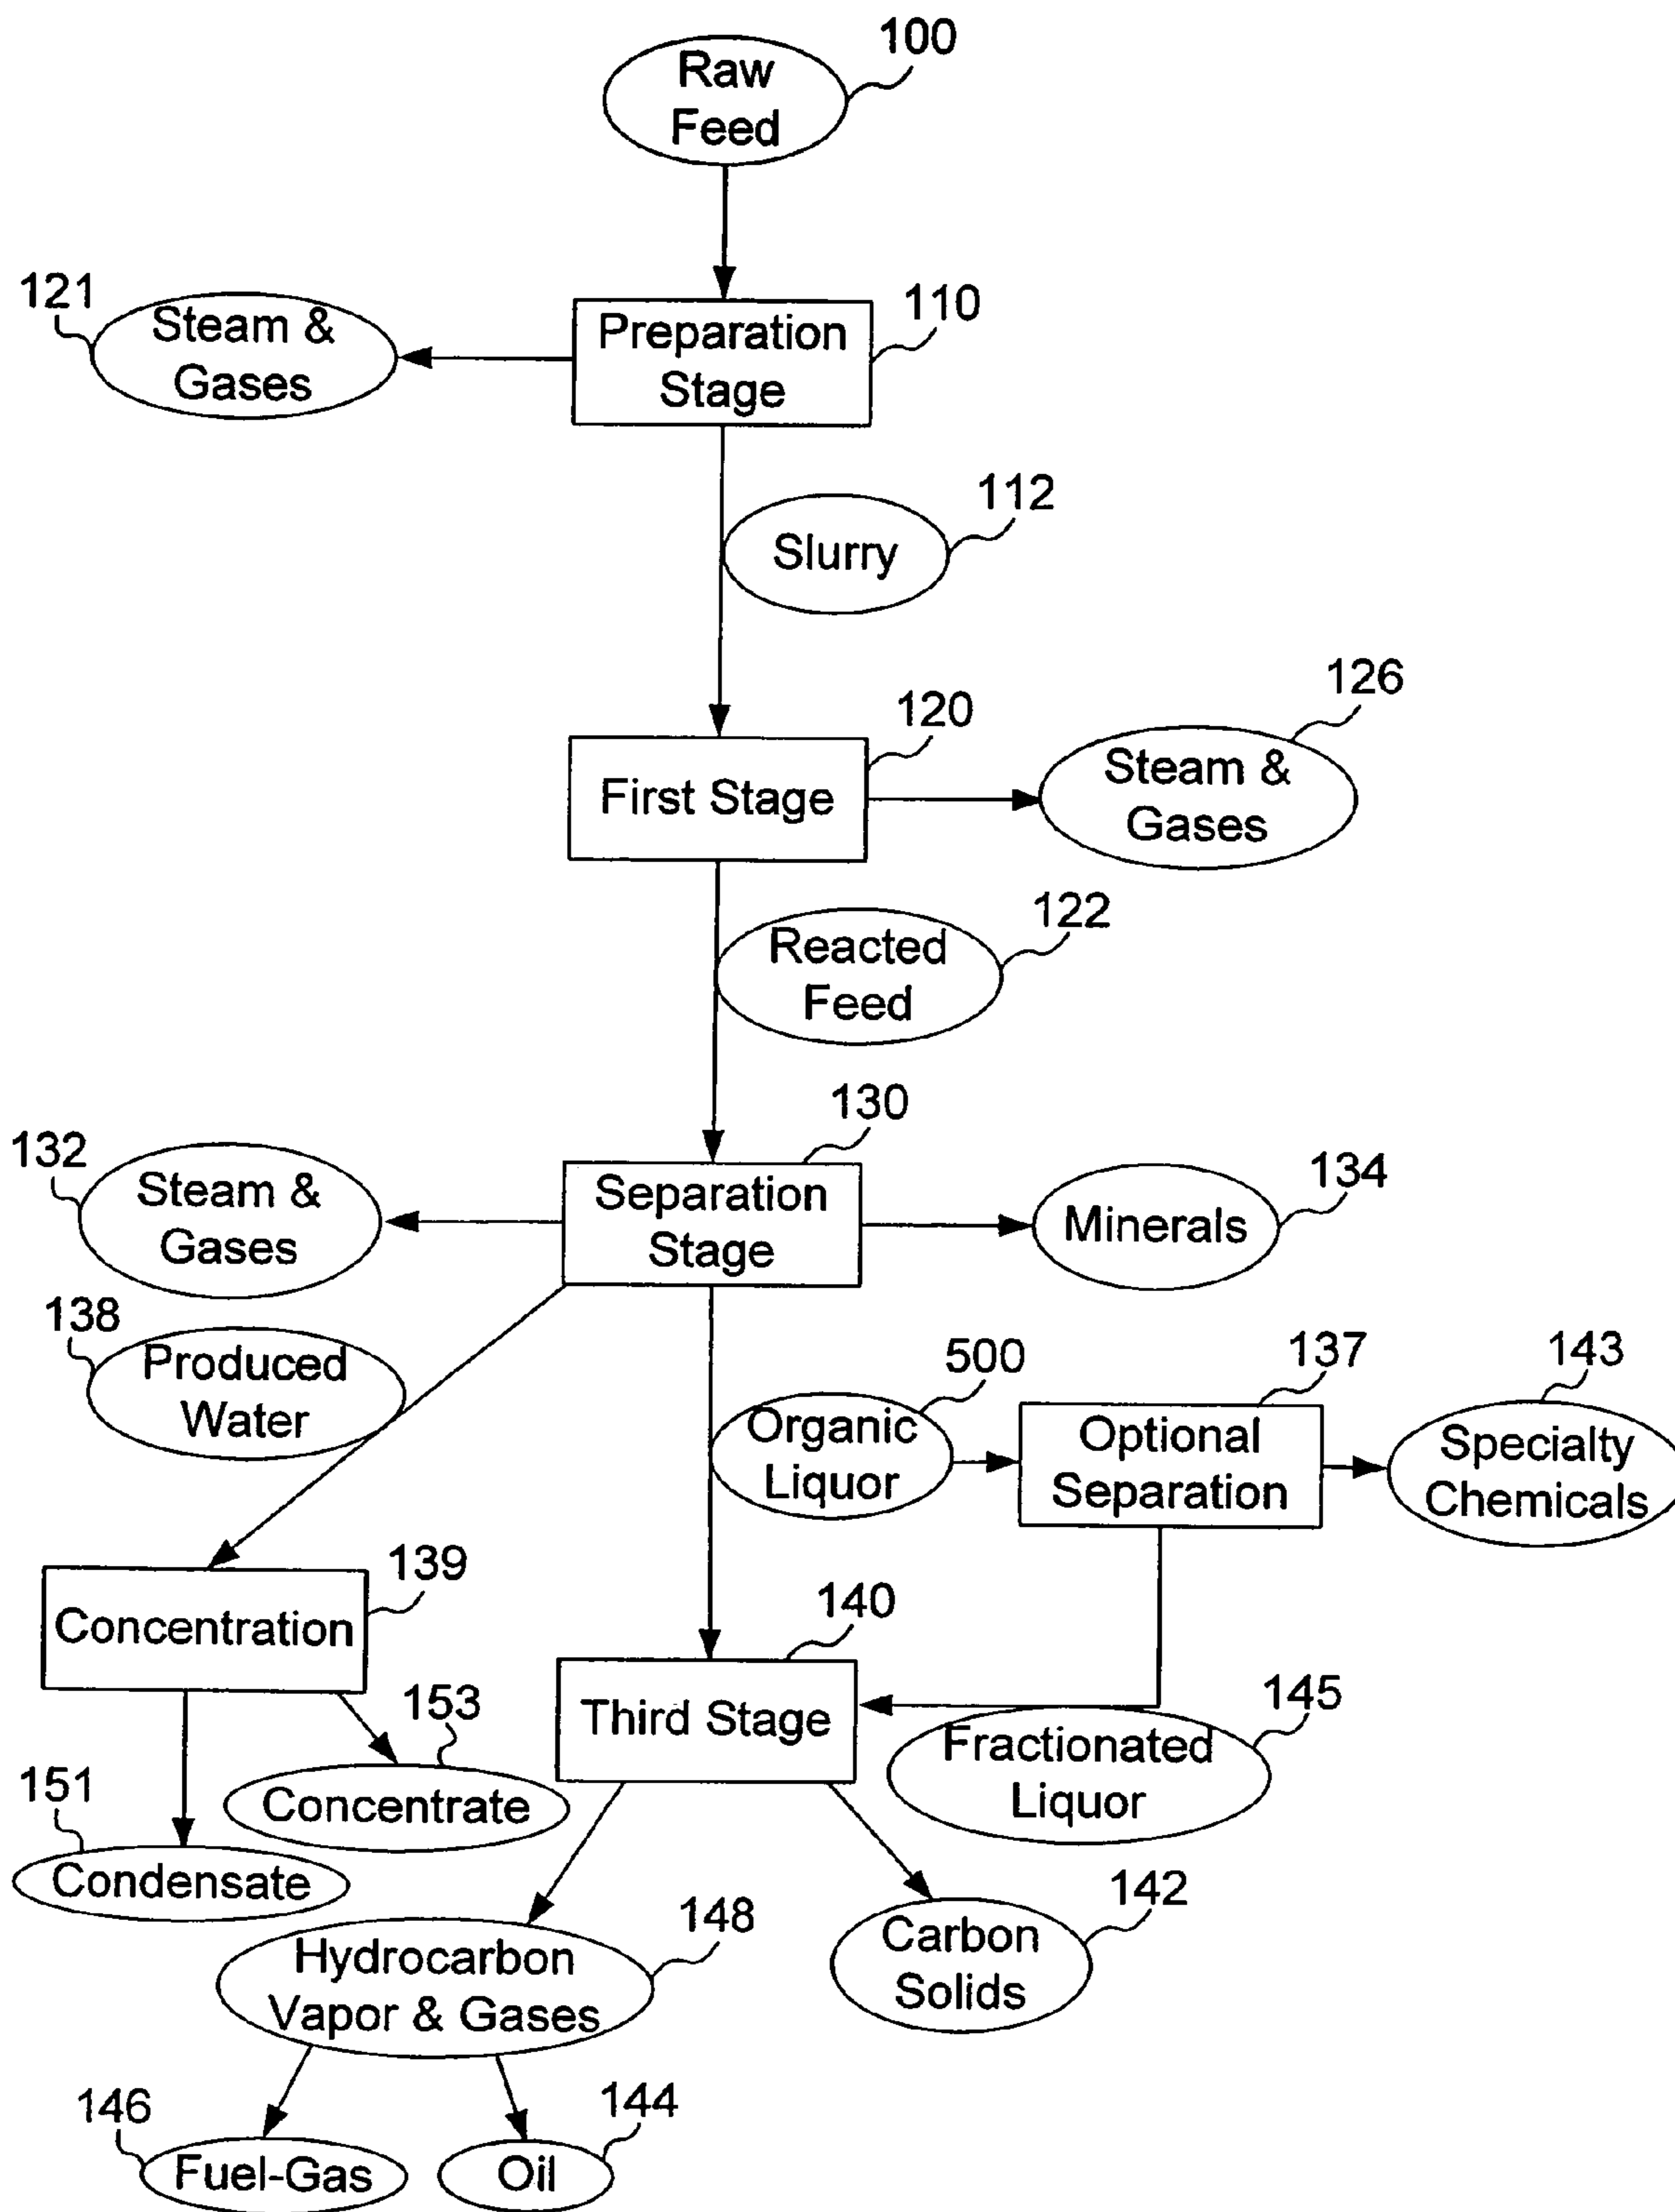 100
Raw
Feed
121
Steam &
Gases
110
Preparation
Stage
112
Slurry
120
First Stage
126
Steam &
Gases
122
Reacted
Feed
130
Separation
Stage
132
Steam &
Gases
134
Minerals
138
Produced
Water
500
Organic
Liquor
137
Optional
Separation
143
Specialty
Chemicals
139
Concentration
140
Third Stage
145
Fractionated
Liquor
153
Concentrate
151
Condensate
148
Hydrocarbon
Vapor & Gases
142
Carbon
Solids
146
Fuel-Gas
144
Oil